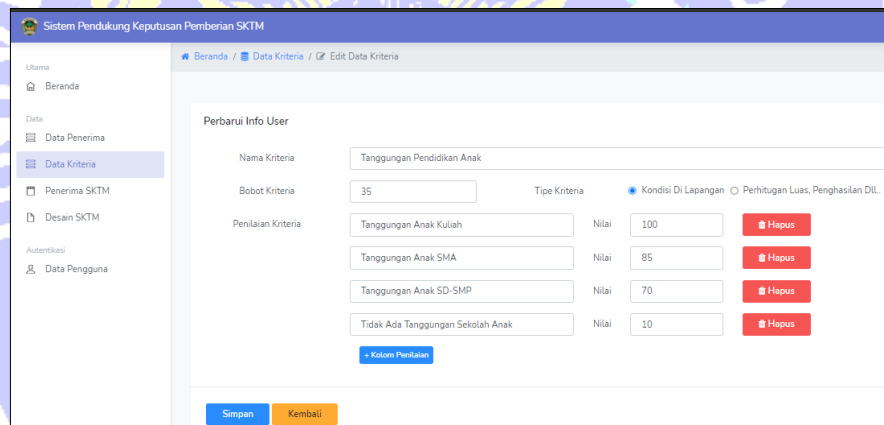 Sistem Pendukung Keputusan Pemberian SKTM
Beranda / Data Kriteria / Edit Data Kriteria
Utama
Beranda
Data
Data Penerima
Data Kriteria
Penerima SKTM
Desain SKTM
Autentikasi
Data Pengguna
Perbarui Info User
Nama Kriteria Tanggungan Pendidikan Anak
Bobot Kriteria 35 Tipe Kriteria Kondisi Di Lapangan Perhitugan Luas, Penghasilan Dll..
Penilaian Kriteria Tanggungan Anak Kuliah Nilai 100 Hapus
Tanggungan Anak SMA Nilai 85 Hapus
Tanggungan Anak SD-SMP Nilai 70 Hapus
Tidak Ada Tanggungan Sekolah Anak Nilai 10 Hapus
+ Kolom Penilaian
Simpan Kembali